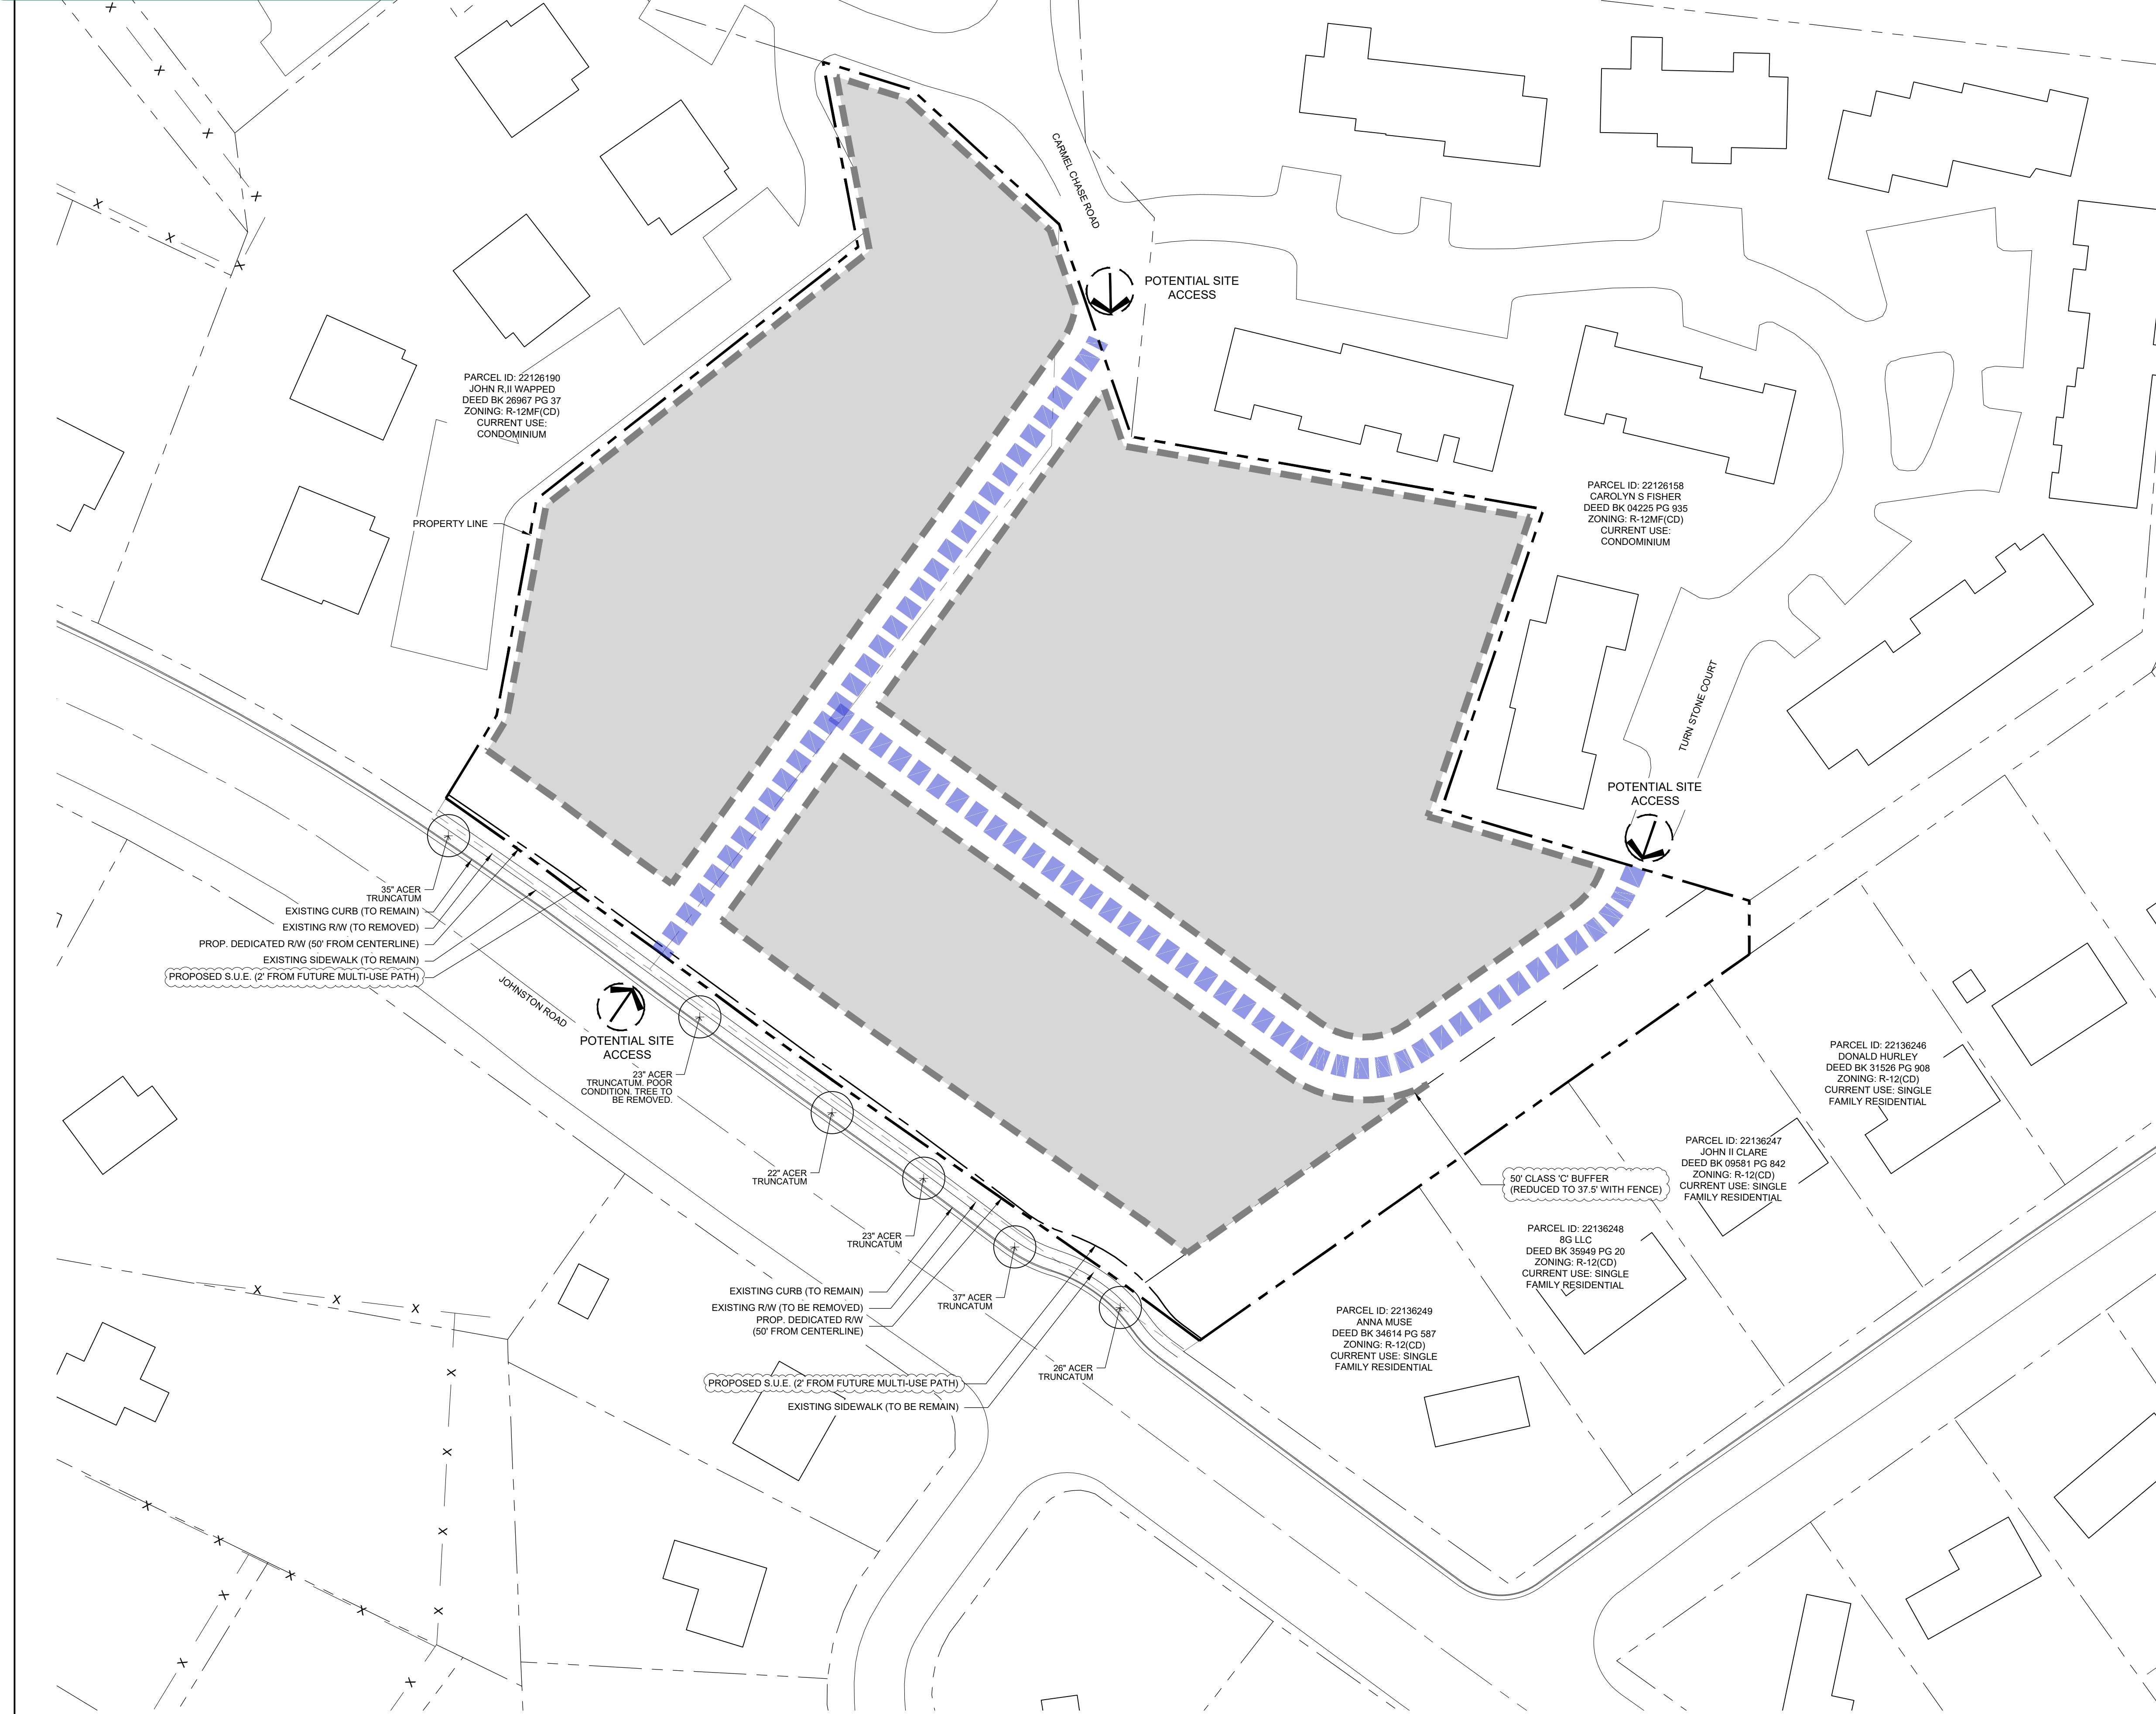 CARMEL CHASE ROAD
POTENTIAL SITE
ACCESS
PARCEL ID: 22126190
JOHN R,II WAPPED
DEED BK 26967 PG 37
ZONING: R-12MF(CD)
CURRENT USE:
CONDOMINIUM
PROPERTY LINE
PARCEL ID: 22126158
CAROLYN S FISHER
DEED BK 04225 PG 935
ZONING: R-12MF(CD)
CURRENT USE:
CONDOMINIUM
TURN STONE COURT
POTENTIAL SITE
ACCESS
35" ACER
TRUNCATUM
EXISTING CURB (TO REMAIN)
EXISTING R/W (TO REMOVED)
PROP. DEDICATED R/W (50' FROM CENTERLINE)
EXISTING SIDEWALK (TO REMAIN)
PROPOSED S.U.E. (2' FROM FUTURE MULTI-USE PATH)
JOHNSTON ROAD
POTENTIAL SITE
ACCESS
23" ACER
TRUNCATUM. POOR
CONDITION. TREE TO
BE REMOVED.
22" ACER
TRUNCATUM
23" ACER
TRUNCATUM
37" ACER
TRUNCATUM
26" ACER
TRUNCATUM
EXISTING CURB (TO REMAIN)
EXISTING R/W (TO BE REMOVED)
PROP. DEDICATED R/W
(50' FROM CENTERLINE)
PROPOSED S.U.E. (2' FROM FUTURE MULTI-USE PATH)
EXISTING SIDEWALK (TO BE REMAIN)
50' CLASS 'C' BUFFER
(REDUCED TO 37.5' WITH FENCE)
PARCEL ID: 22136246
DONALD HURLEY
DEED BK 31526 PG 908
ZONING: R-12(CD)
CURRENT USE: SINGLE
FAMILY RESIDENTIAL
PARCEL ID: 22136247
JOHN II CLARE
DEED BK 09581 PG 842
ZONING: R-12(CD)
CURRENT USE: SINGLE
FAMILY RESIDENTIAL
PARCEL ID: 22136248
8G LLC
DEED BK 35949 PG 20
ZONING: R-12(CD)
CURRENT USE: SINGLE
FAMILY RESIDENTIAL
PARCEL ID: 22136249
ANNA MUSE
DEED BK 34614 PG 587
ZONING: R-12(CD)
CURRENT USE: SINGLE
FAMILY RESIDENTIAL